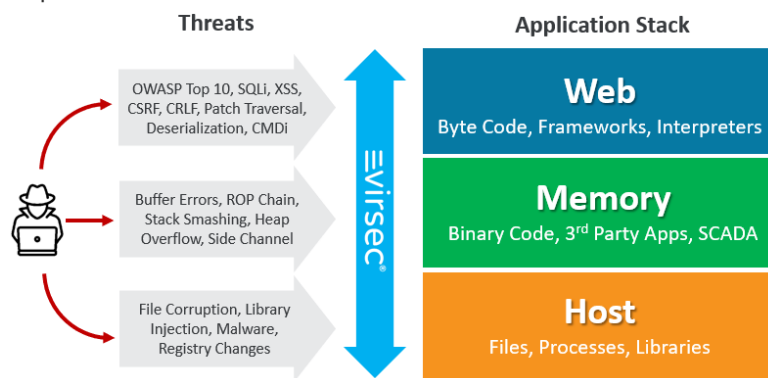 Threats
Application Stack
OWASP Top 10, SQLi, XSS,
CSRF, CRLF, Patch Traversal,
Deserialization, CMDi
Buffer Errors, ROP Chain,
Stack Smashing, Heap
Overflow, Side Channel
File Corruption, Library
Injection, Malware,
Registry Changes
virsec®
Web
Byte Code, Frameworks, Interpreters
Memory
Binary Code, 3rd Party Apps, SCADA
Host
Files, Processes, Libraries